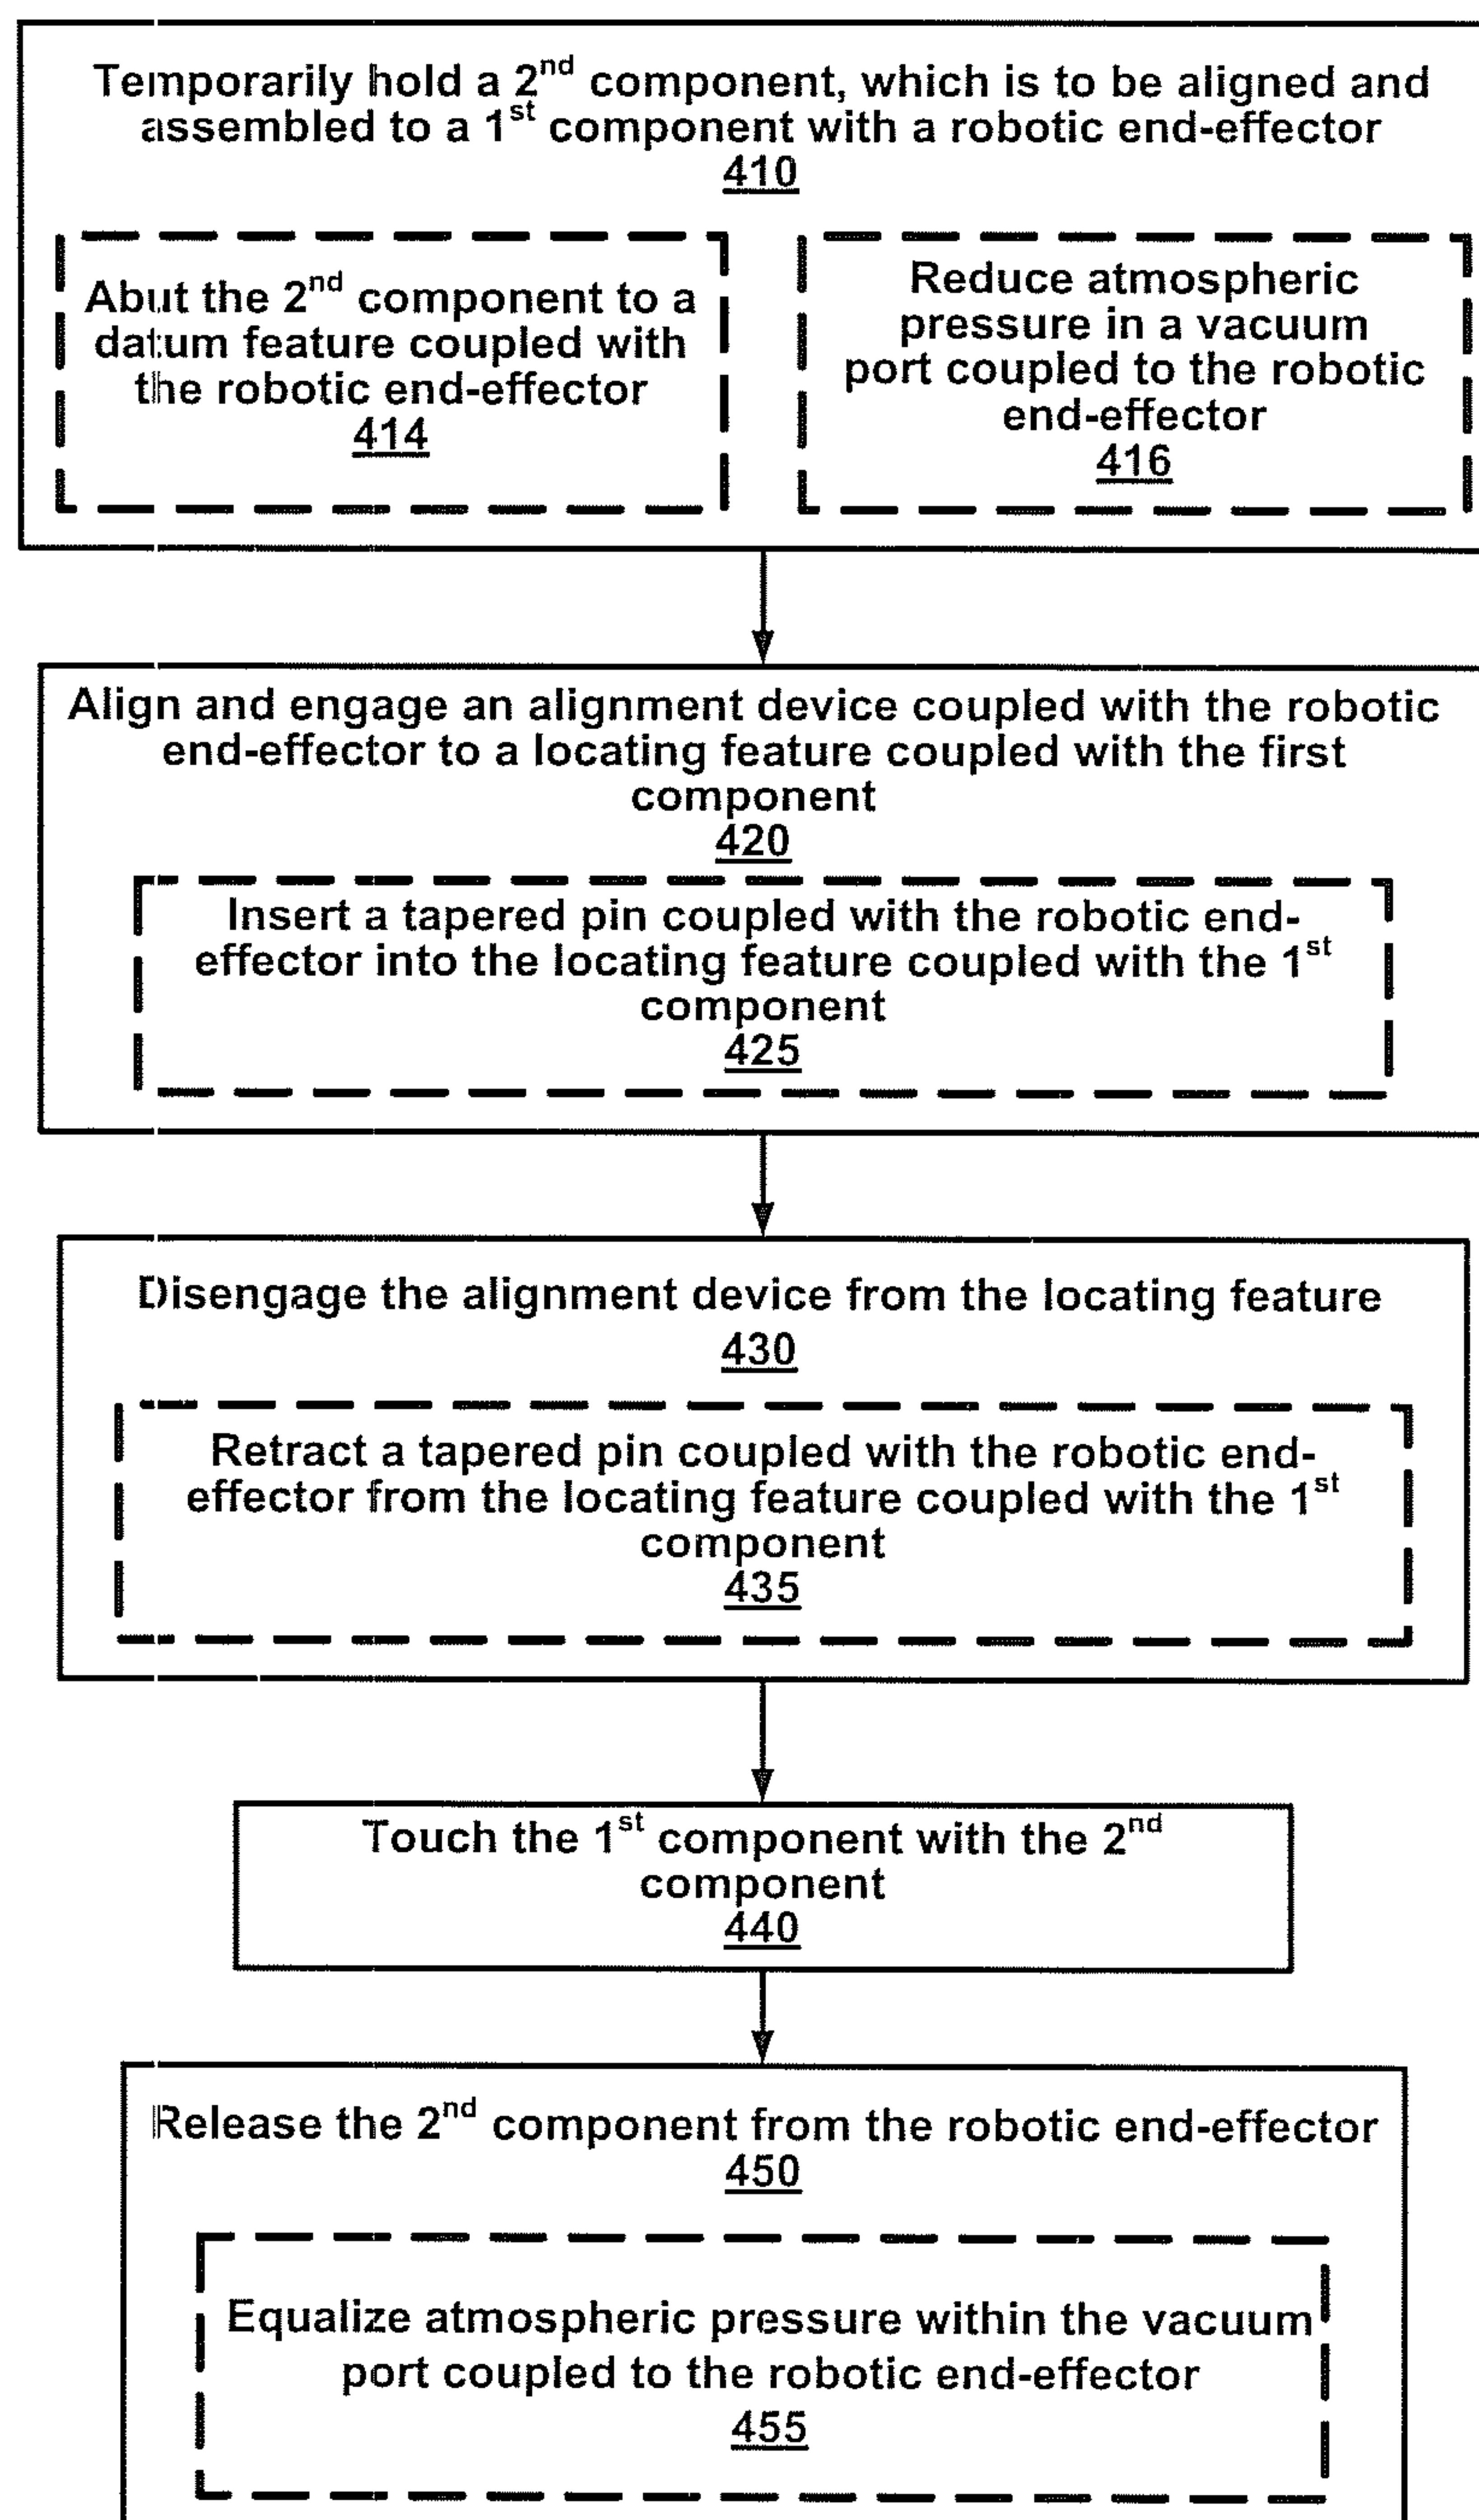 Temporarily hold a 2nd component, which is to be aligned and
assembled to a 1st component with a robotic end-effector
410
Abut the 2nd component to a
datum feature coupled with
the robotic end-effector
414
Reduce atmospheric
pressure in a vacuum
port coupled to the robotic
end-effector
416
Align and engage an alignment device coupled with the robotic
end-effector to a locating feature coupled with the first
component
420
Insert a tapered pin coupled with the robotic end-
effector into the locating feature coupled with the 1st
component
425
Disengage the alignment device from the locating feature
430
Retract a tapered pin coupled with the robotic end-
effector from the locating feature coupled with the 1st
component
435
Touch the 1st component with the 2nd
component
440
Release the 2nd component from the robotic end-effector
450
Equalize atmospheric pressure within the vacuum
port coupled to the robotic end-effector
455